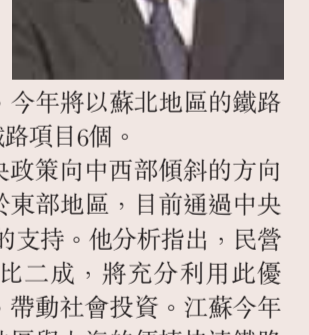 ，今年將以蘇北地區的鐵路
路項目6個。
央政策向中西部傾斜的方向
於東部地區，目前通過中央
的支持。他分析指出，民營
比二成，將充分利用此優
，帶動社會投資。江蘇今年